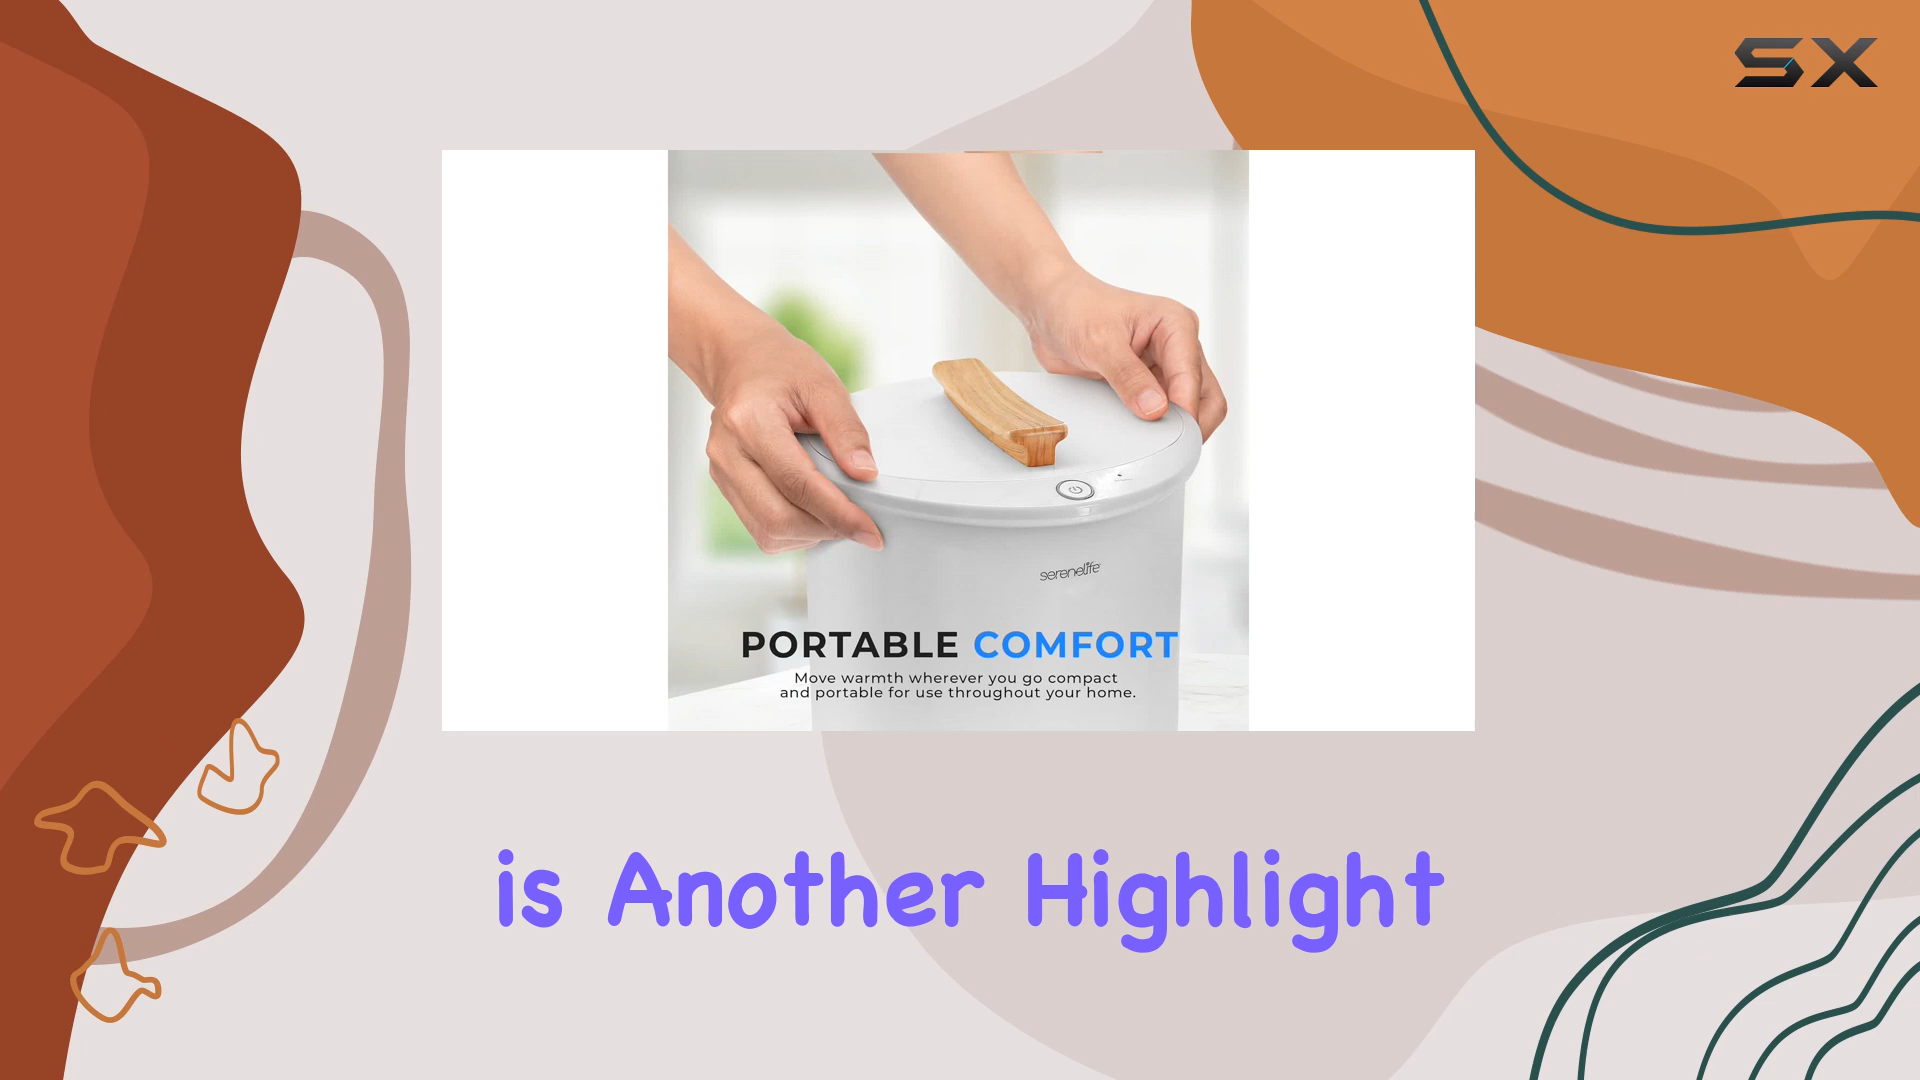 SX
serenelife
PORTABLE COMFORT
Move warmth wherever you go compact
and portable for use throughout your home.
is Another Highlight